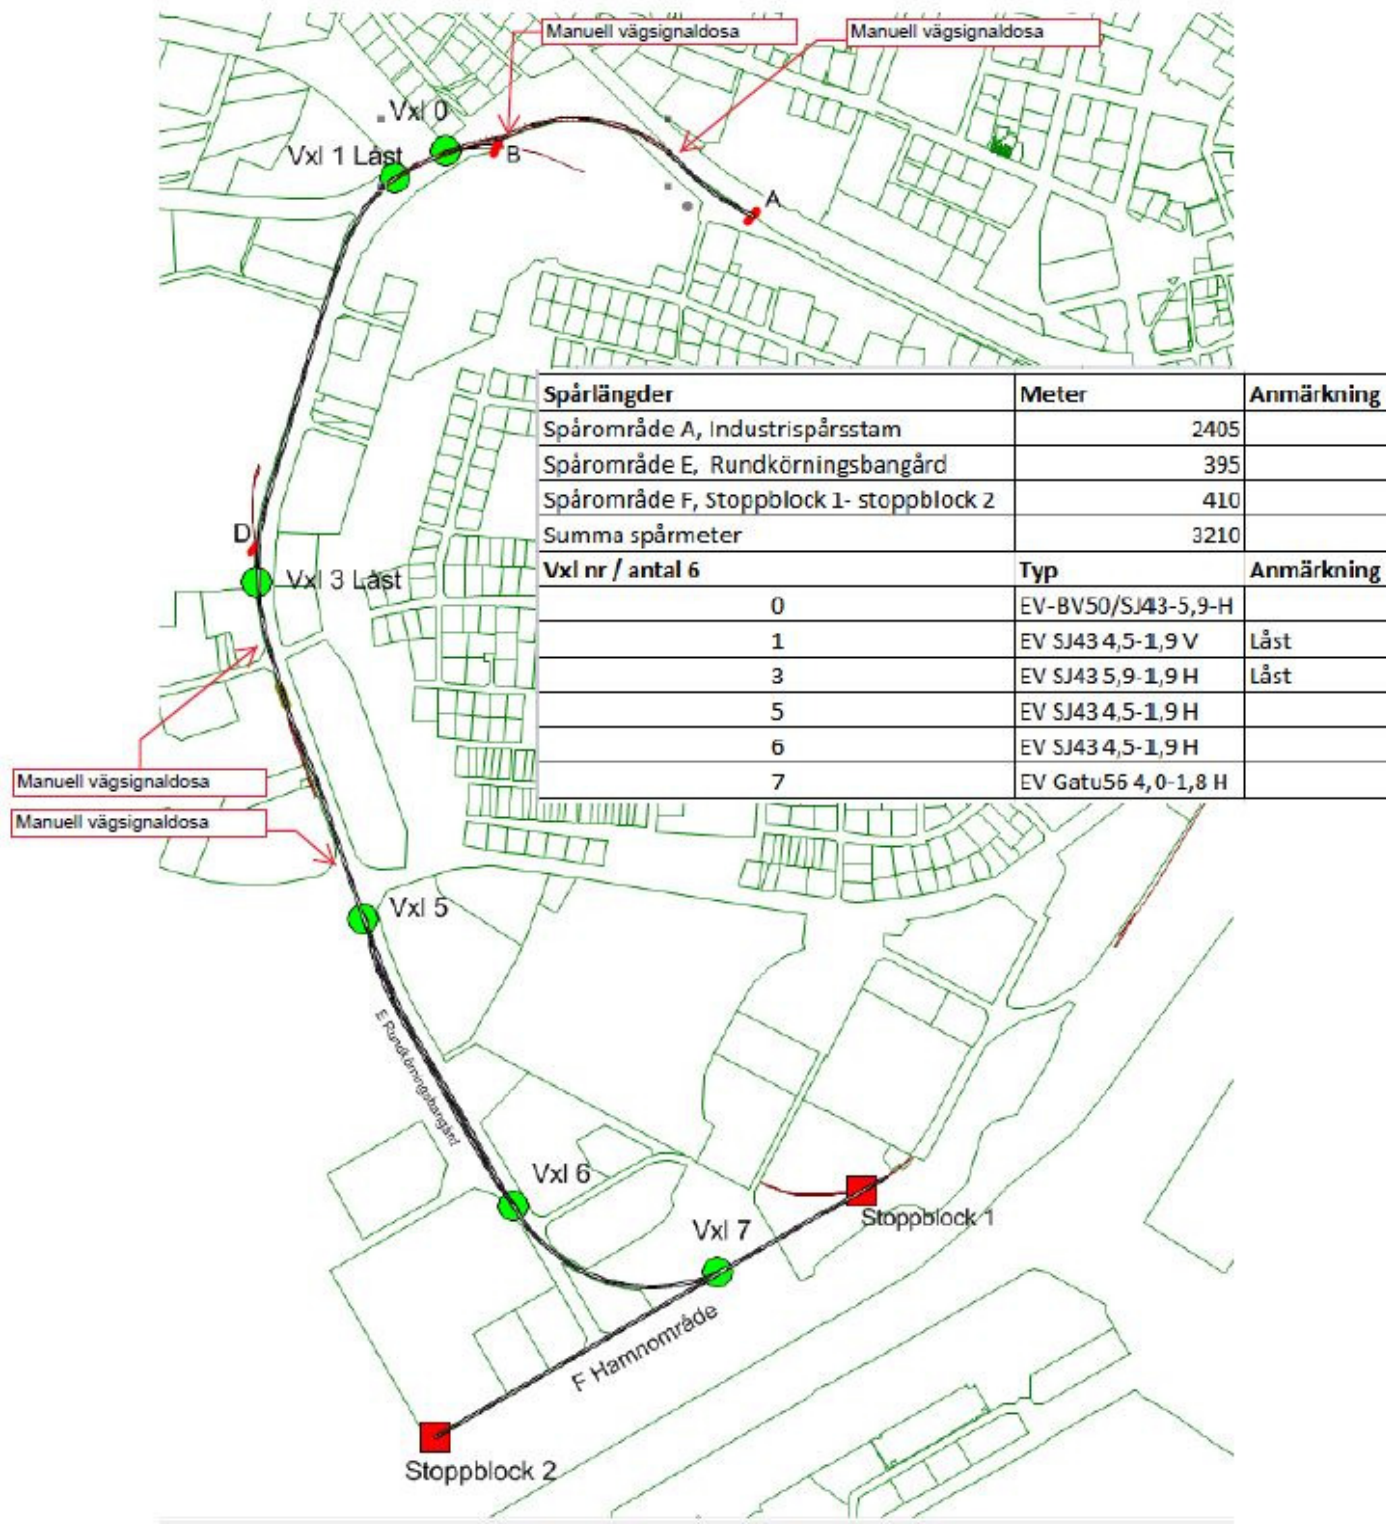 Manuell vägsignaldosa
Manuell vägsignaldosa
Vxl 0
Vxl 1 Låst
B
A
Spårlängder Meter Anmärkning
Spårområde A, Industrispårsstam 2405
Spårområde E, Rundkörningsbangård 395
Spårområde F, Stoppblock 1- stoppblock 2 410
Summa spårmeter 3210
Vxl nr / antal 6 Typ Anmärkning
0 EV-BV50/SJ43-5,9-H
1 EV SJ43 4,5-1,9 V Låst
3 EV SJ43 5,9-1,9 H Låst
5 EV SJ43 4,5-1,9 H
6 EV SJ43 4,5-1,9 H
7 EV Gatu56 4,0-1,8 H
D
Vxl 3 Låst
Manuell vägsignaldosa
Manuell vägsignaldosa
Vxl 5
E Rundkörningsbangård
Vxl 6
Vxl 7
Stoppblock 1
F Hamnområde
Stoppblock 2